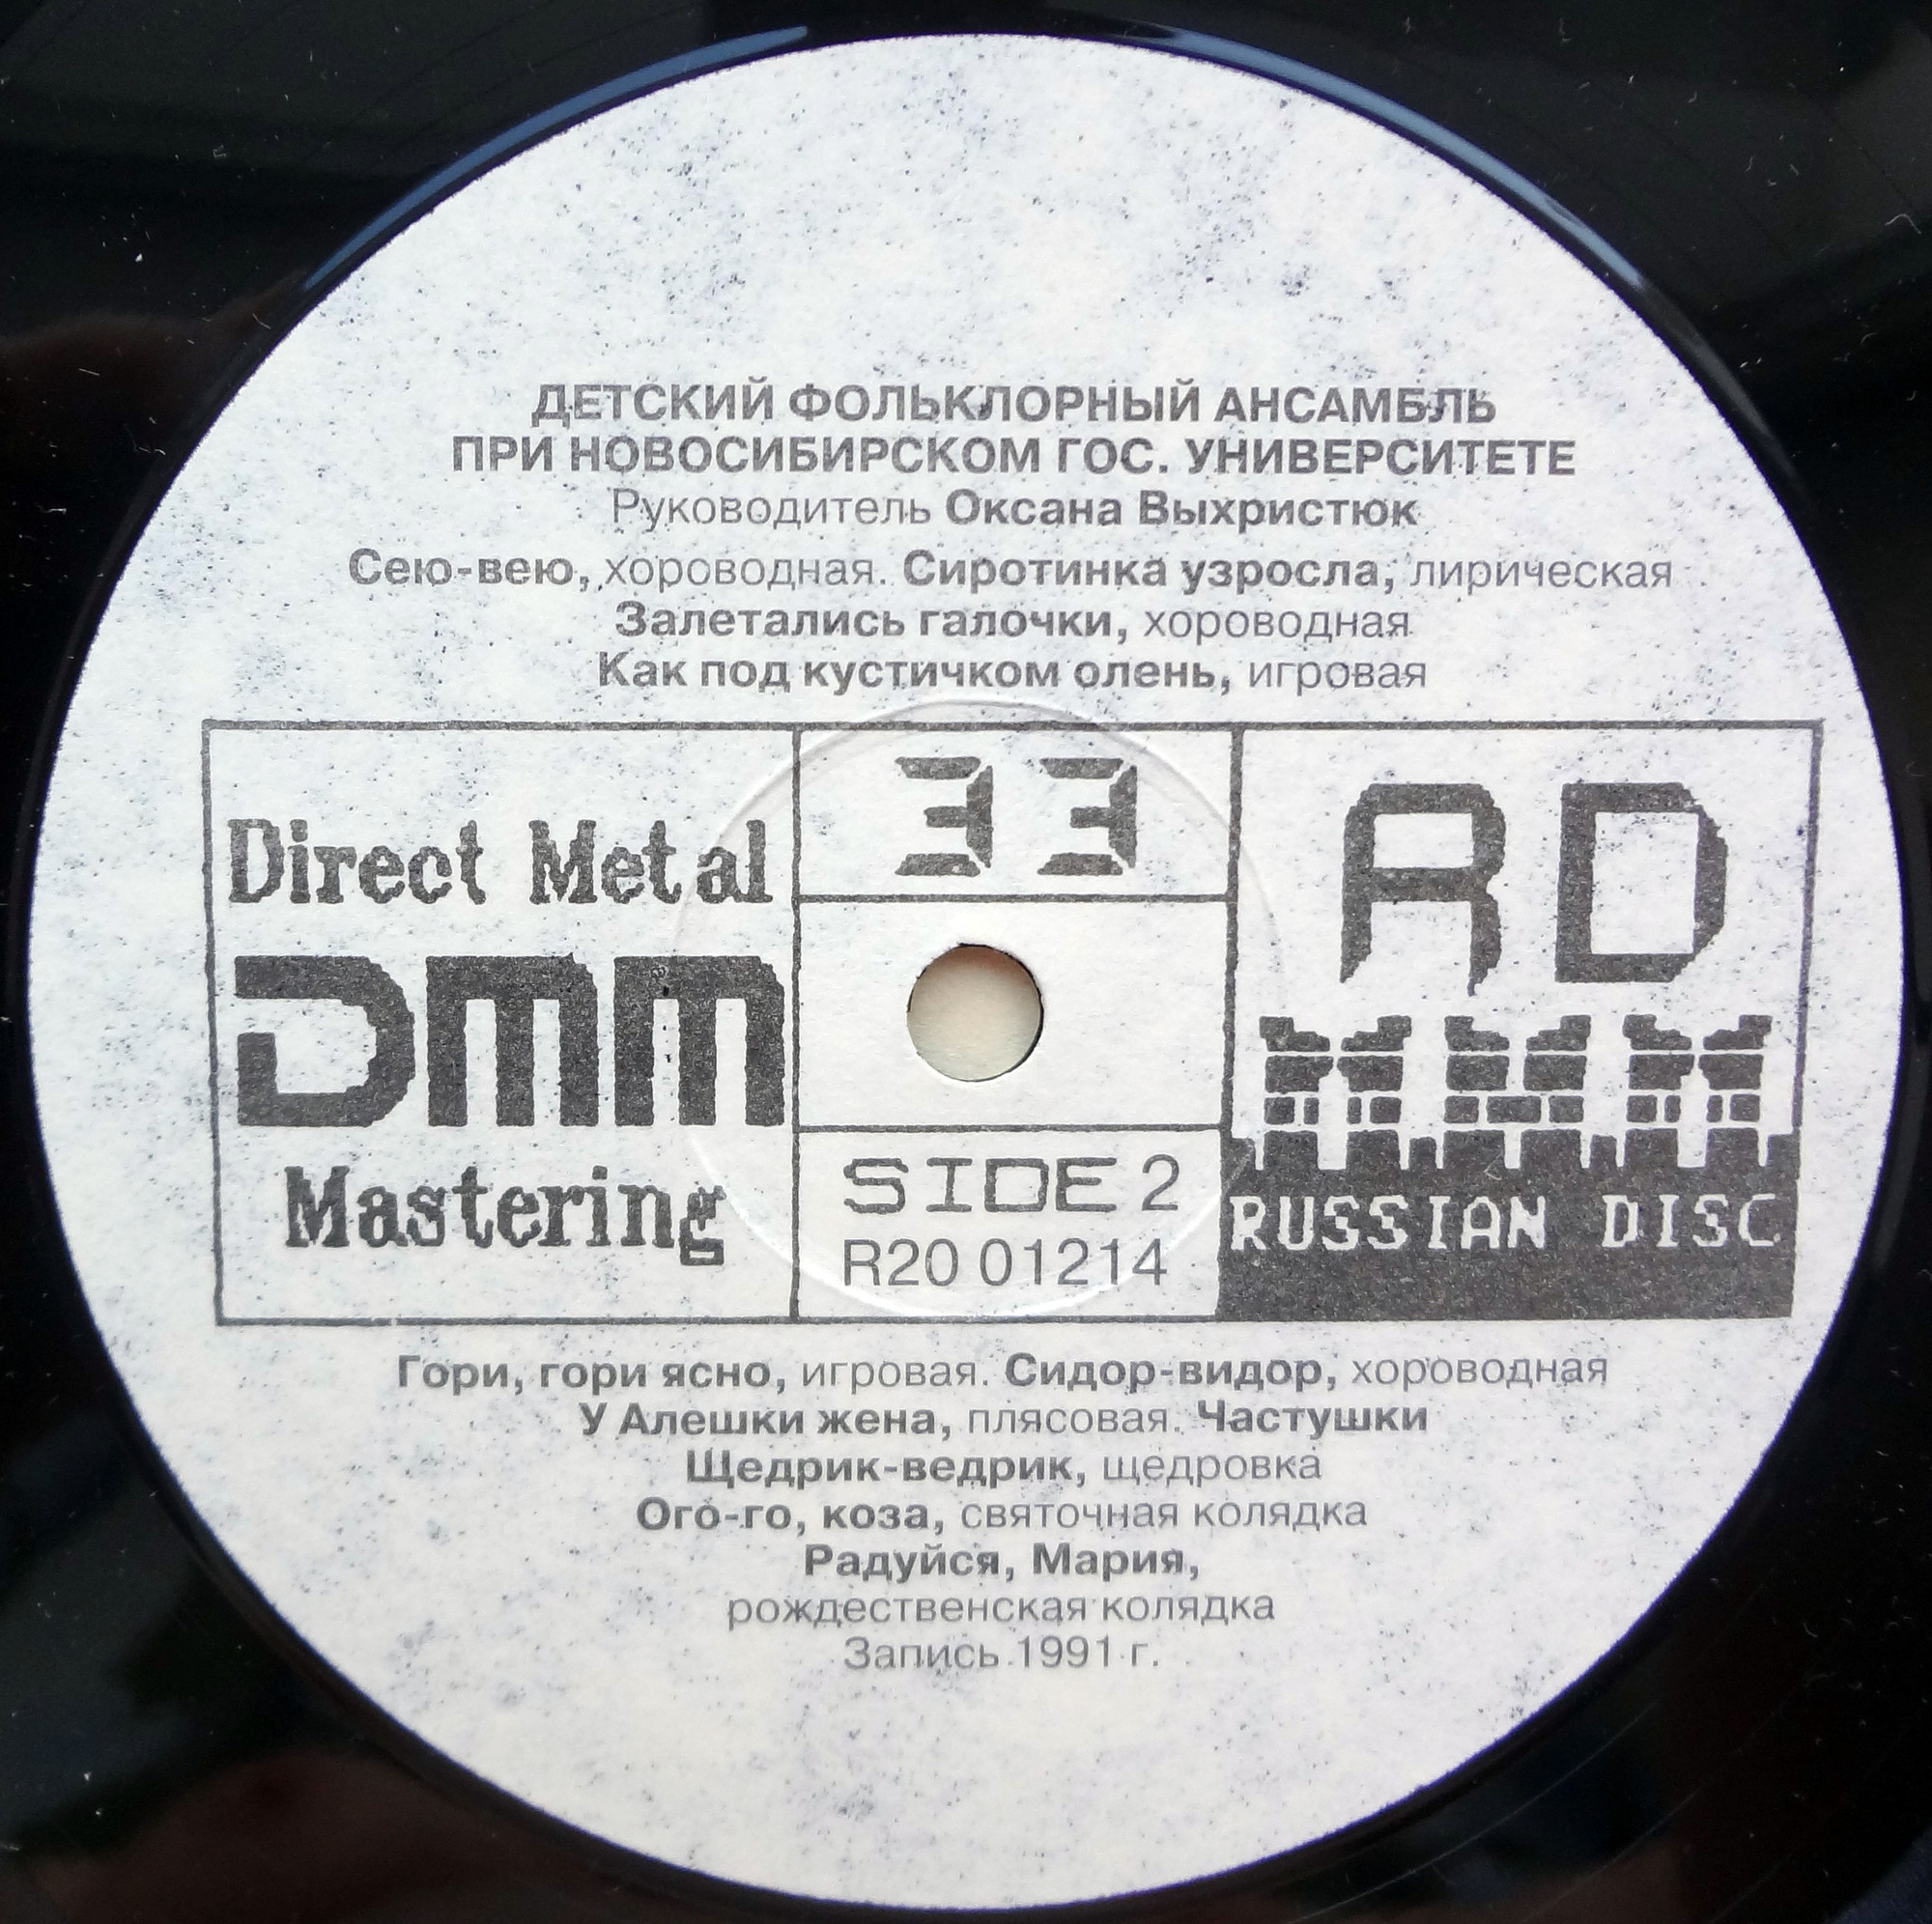 ДЕТСКИЙ ФОЛЬКЛОРНЫЙ АНСАМБЛЬ
ПРИ НОВОСИБИРСКОМ ГОС. УНИВЕРСИТЕТЕ
Руководитель Оксана Выхристюк
Сею-вею, хороводная. Сиротинка узросла, лирическая
Залетались галочки, хороводная
Как под кустичком олень, игровая
Direct Metal
DMM
Mastering
33
SIDE 2
R20 01214
RD
RUSSIAN DISC
Гори, гори ясно, игровая. Сидор-видор, хороводная
У Алешки жена, плясовая. Частушки
Щедрик-ведрик, щедровка
Ого-го, коза, святочная колядка
Радуйся, Мария,
рождественская колядка
Запись 1991 г.